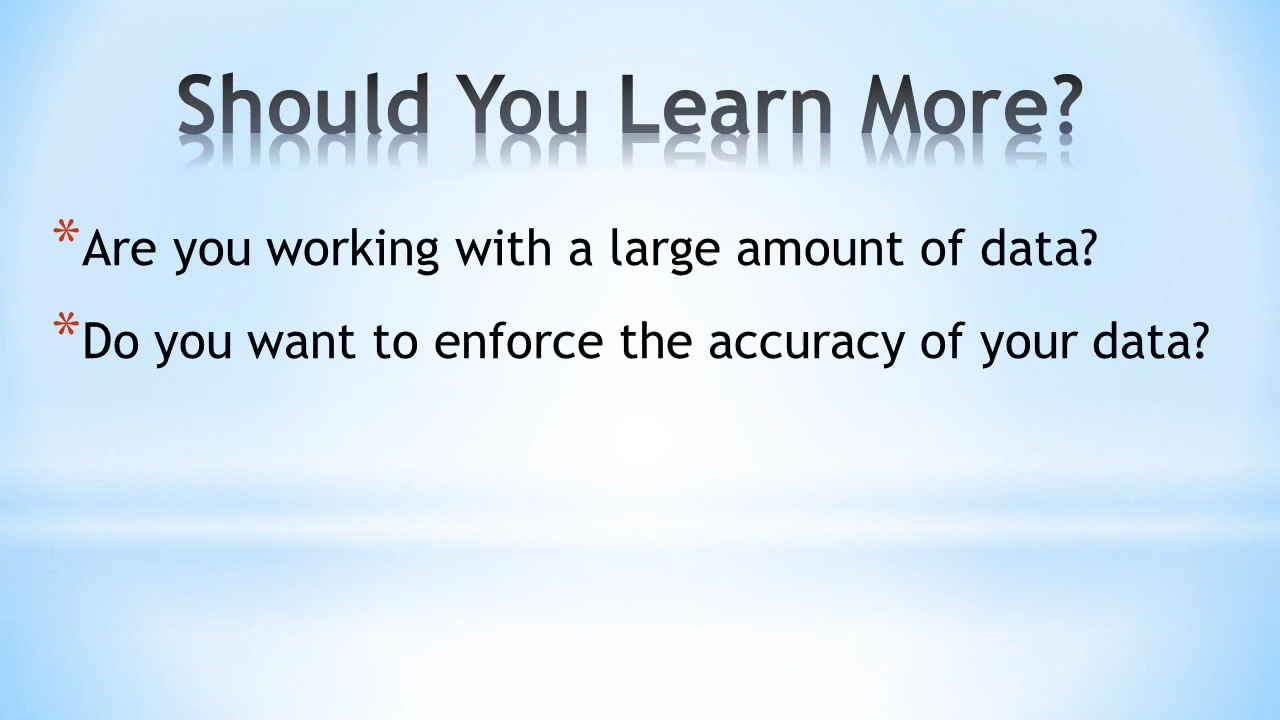 Should You Learn More?
* Are you working with a large amount of data?
* Do you want to enforce the accuracy of your data?